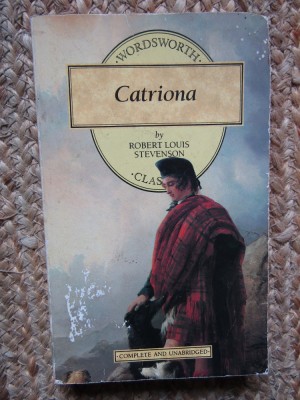 ·WORDSWORTH·
Catriona
by
ROBERT LOUIS
STEVENSON
·CLAS
·COMPLETE AND UNABRIDGED·